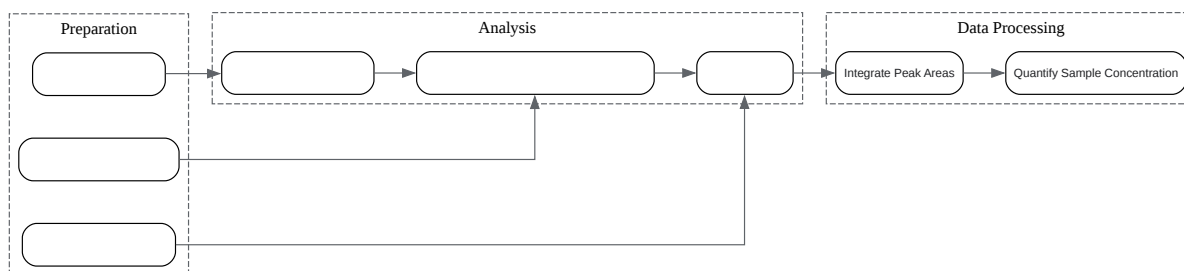 Preparation
Analysis
Data Processing
Integrate Peak Areas
Quantify Sample Concentration